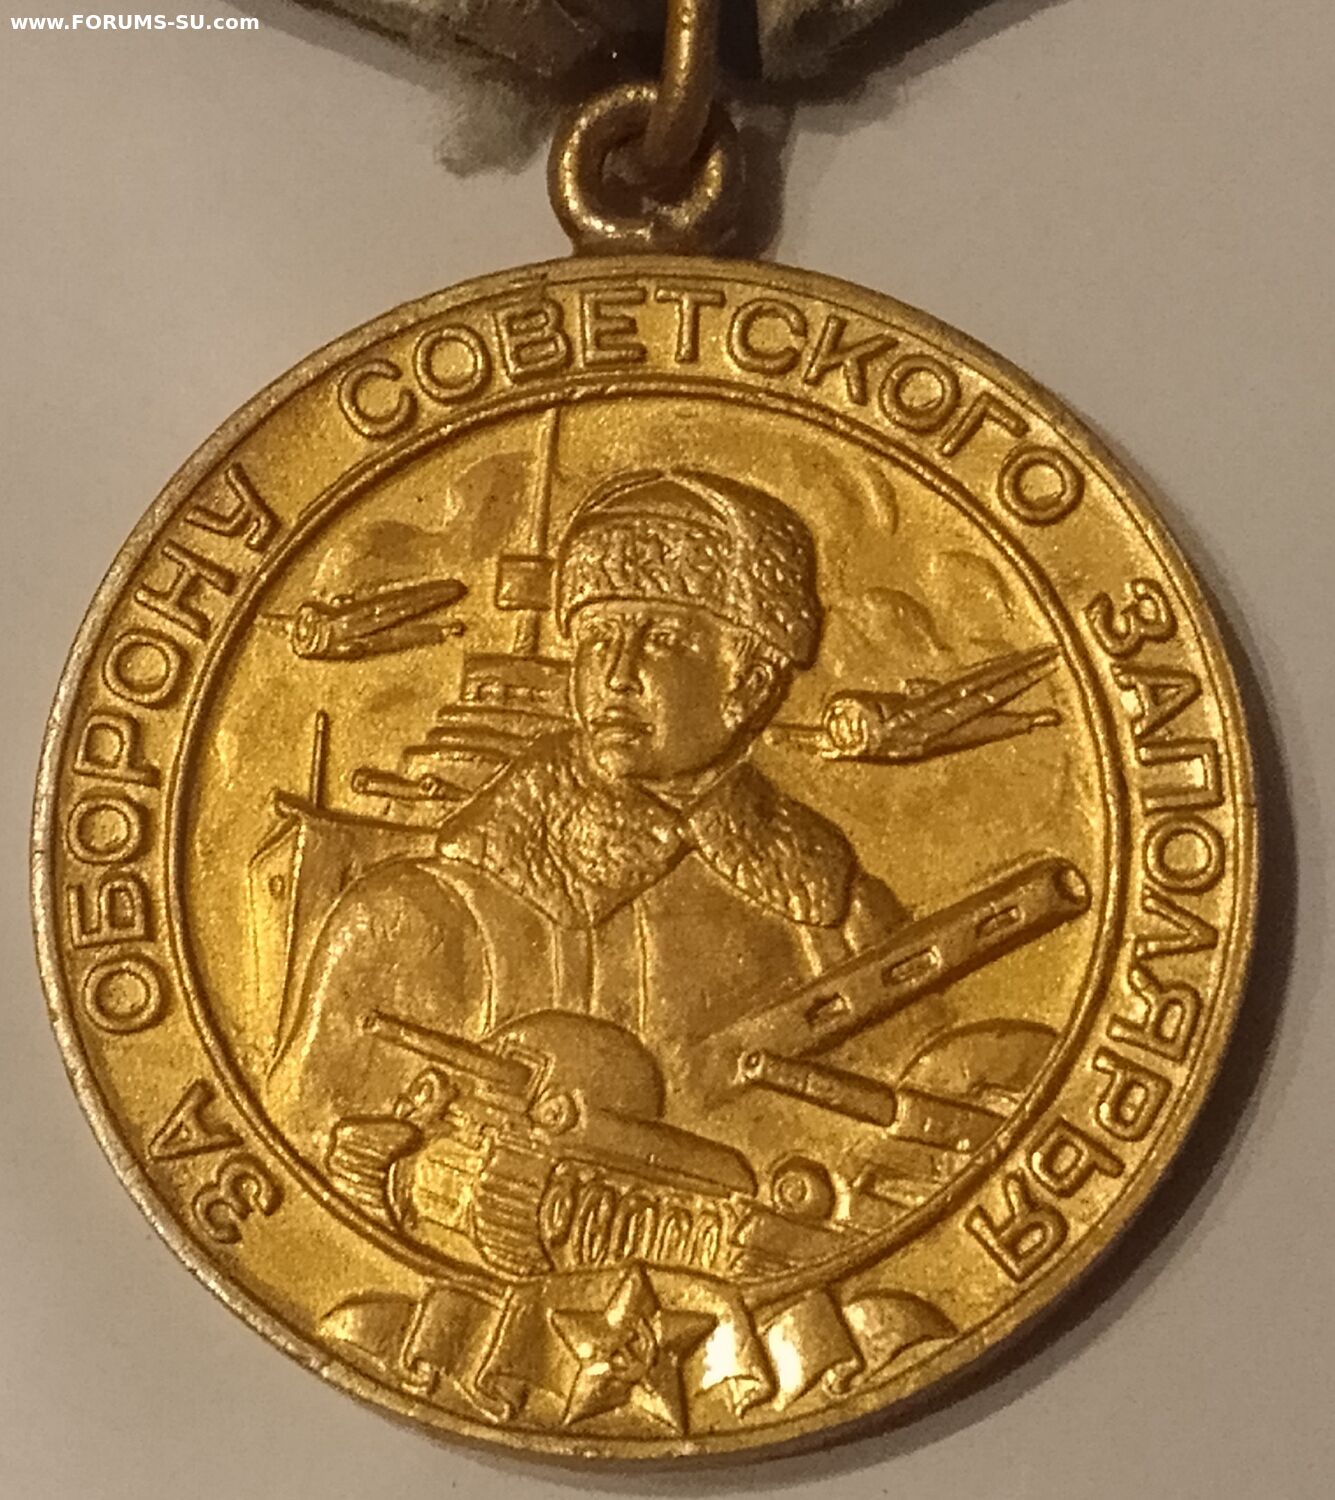 www.FORUMS-SU.com
ЗА ОБОРОНУ СОВЕТСКОГО ЗАПОЛЯРЬЯ